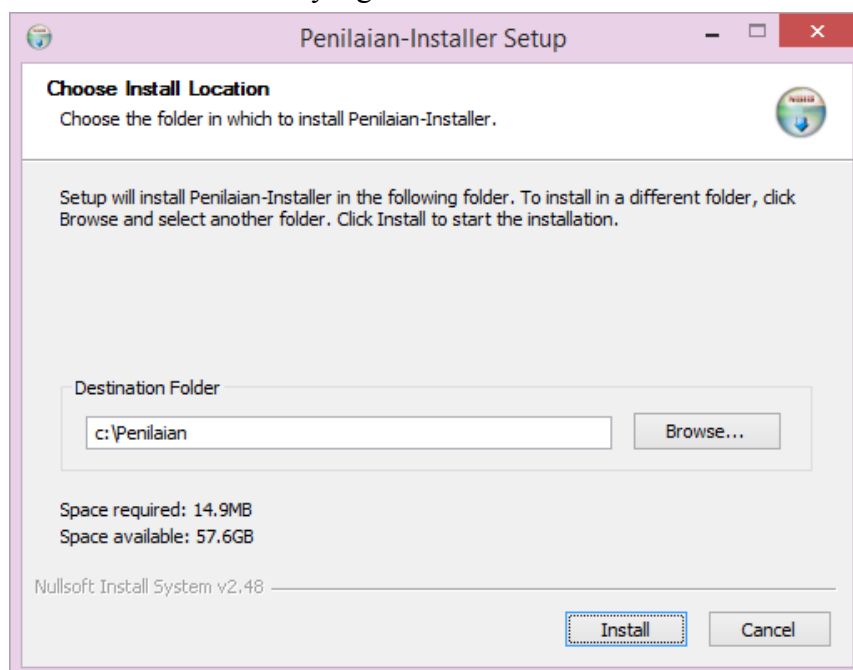 Penilaian-Installer Setup
Choose Install Location
Choose the folder in which to install Penilaian-Installer.
Setup will install Penilaian-Installer in the following folder. To install in a different folder, click
Browse and select another folder. Click Install to start the installation.
Destination Folder
c:\Penilaian
Browse...
Space required: 14.9MB
Space available: 57.6GB
Nullsoft Install System v2.48
Install
Cancel